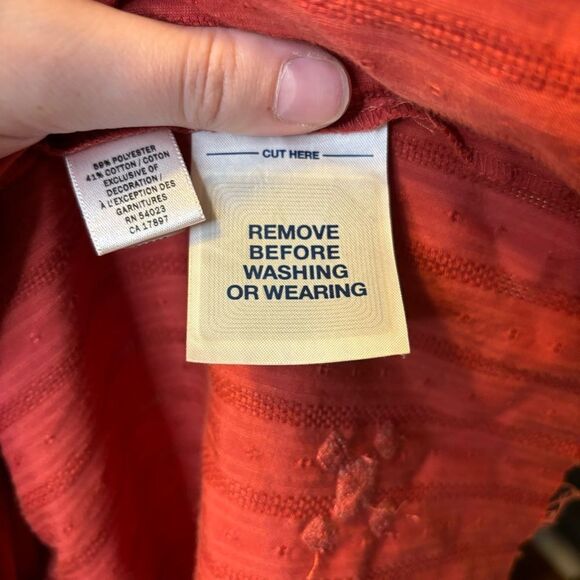 59% POLYESTER
41% COTTON / COTON
EXCLUSIVE OF
DECORATION /
À L'EXCEPTION DES
GARNITURES
RN 54023
CA 17897
CUT HERE
REMOVE
BEFORE
WASHING
OR WEARING